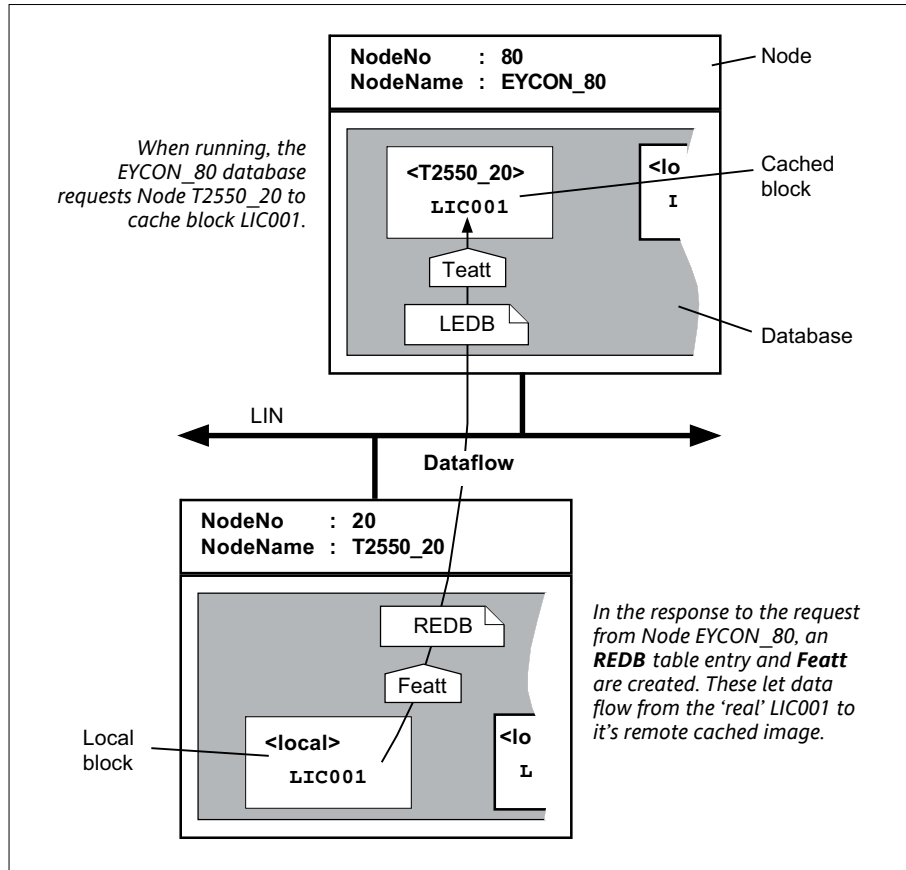 NodeNo : 80
NodeName : EYCON_80
Node
When running, the
EYCON_80 database
requests Node T2550_20 to
cache block LIC001.
<T2550_20>
LIC001
Cached
block
<lo
I
Teatt
LEDB
Database
LIN
Dataflow
NodeNo : 20
NodeName : T2550_20
REDB
Featt
In the response to the request
from Node EYCON_80, an
REDB table entry and Featt
are created. These let data
flow from the ‘real’ LIC001 to
it's remote cached image.
Local
block
<local>
LIC001
<lo
L